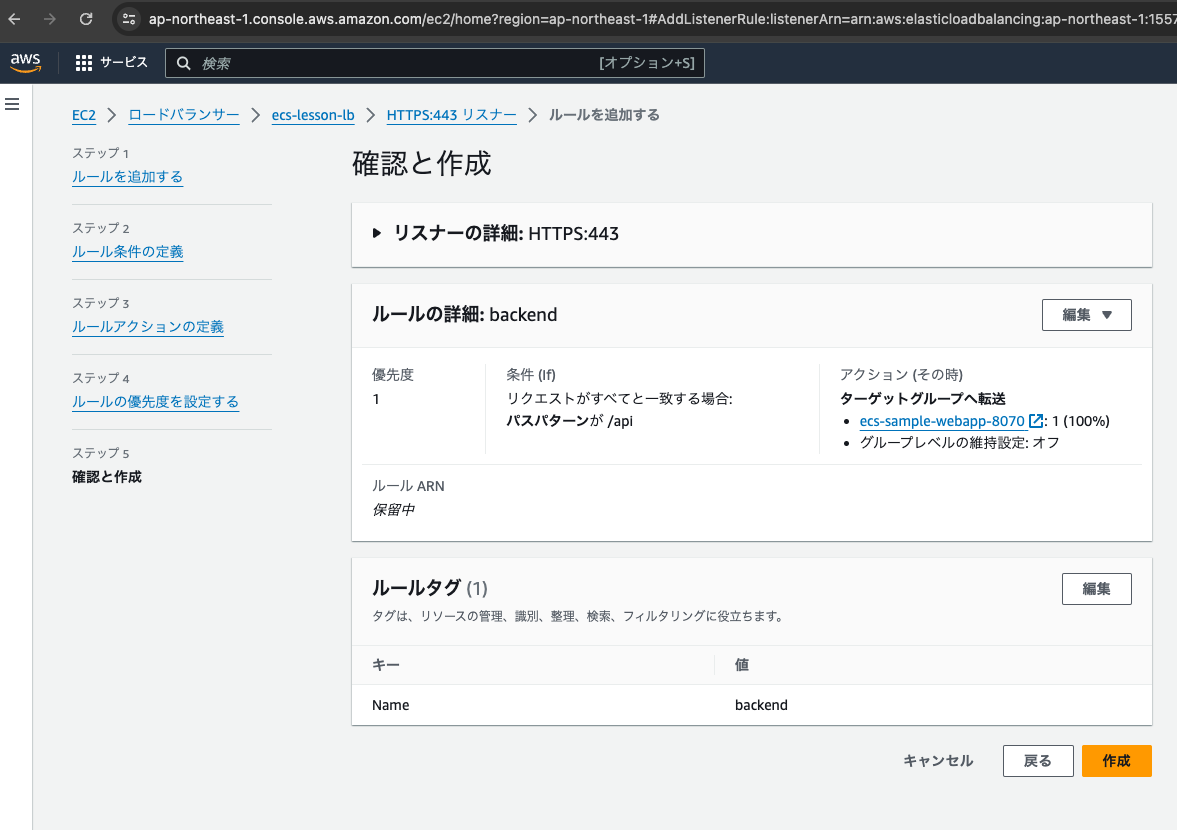 ap-northeast-1.console.aws.amazon.com/ec2/home?region=ap-northeast-1#AddListenerRule:listenerArn=arn:aws:elasticloadbalancing:ap-northeast-1:1557
aws
サービス
検索
[オプション+S]
EC2
ロードバランサー
ecs-lesson-lb
HTTPS:443 リスナー
ルールを追加する
ステップ 1
ルールを追加する
ステップ 2
ルール条件の定義
ステップ 3
ルールアクションの定義
ステップ 4
ルールの優先度を設定する
ステップ 5
確認と作成
確認と作成
リスナーの詳細: HTTPS:443
ルールの詳細: backend
編集
優先度
1
条件 (If)
リクエストがすべてと一致する場合:
パスパターンが /api
アクション (その時)
ターゲットグループへ転送
ecs-sample-webapp-8070: 1 (100%)
グループレベルの維持設定: オフ
ルール ARN
保留中
ルールタグ (1)
編集
タグは、リソースの管理、識別、整理、検索、フィルタリングに役立ちます。
キー
値
Name
backend
キャンセル
戻る
作成